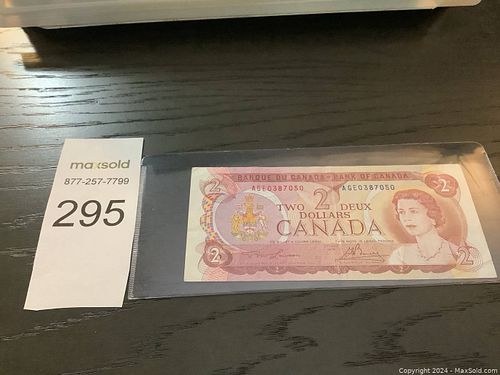 maxsold
877-257-7799
295
BANQUE DU CANADA - BANK OF CANADA
AGE0387050 AGE0387050
2 2
TWO 2 DEUX
DOLLARS
CANADA
2 2
Copyright 2024 - MaxSold.com